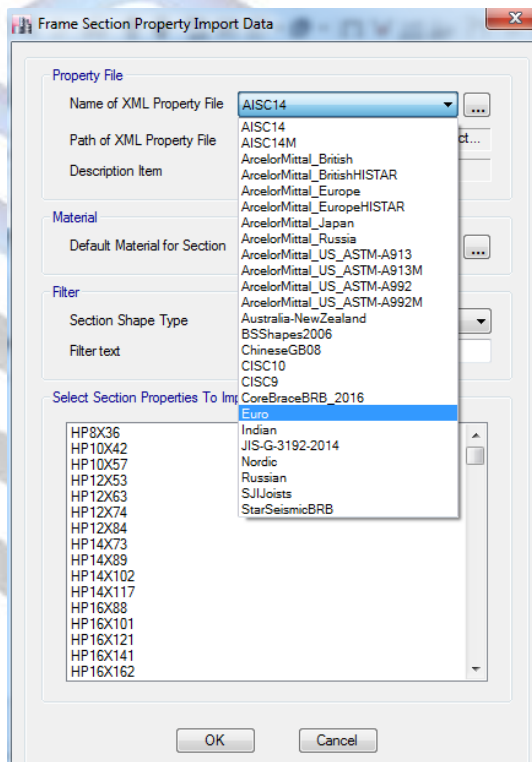 Frame Section Property Import Data
Property File
Name of XML Property File AISC14 ...
AISC14
AISC14M
Path of XML Property File ct...
ArcelorMittal_British
Description Item
ArcelorMittal_BritishHISTAR
ArcelorMittal_Europe
ArcelorMittal_EuropeHISTAR
Material
ArcelorMittal_Japan
ArcelorMittal_Russia
Default Material for Section ...
ArcelorMittal_US_ASTM-A913
ArcelorMittal_US_ASTM-A913M
Filter
ArcelorMittal_US_ASTM-A992
ArcelorMittal_US_ASTM-A992M
Section Shape Type
Australia-NewZealand
BSShapes2006
Filter text
ChineseGB08
CISC10
CISC9
Select Section Properties To Imp
CoreBraceBRB_2016
Euro
Indian
JIS-G-3192-2014
Nordic
Russian
SJIJoists
StarSeismicBRB
HP8X36
HP10X42
HP10X57
HP12X53
HP12X63
HP12X74
HP12X84
HP14X73
HP14X89
HP14X102
HP14X117
HP16X88
HP16X101
HP16X121
HP16X141
HP16X162
OK Cancel